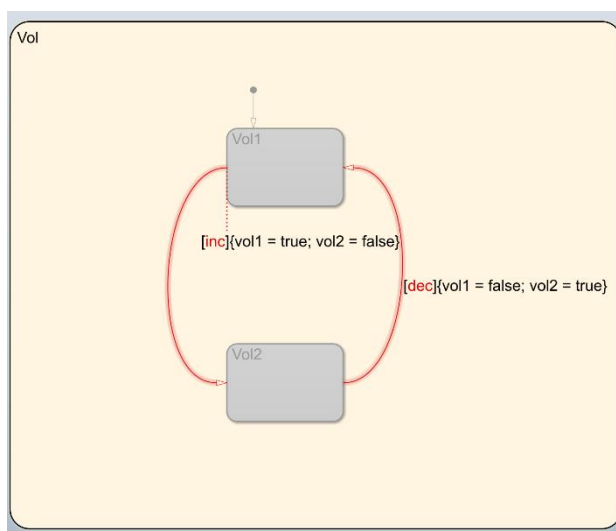 Vol
Vol1
[inc]{vol1 = true; vol2 = false}
[dec]{vol1 = false; vol2 = true}
Vol2